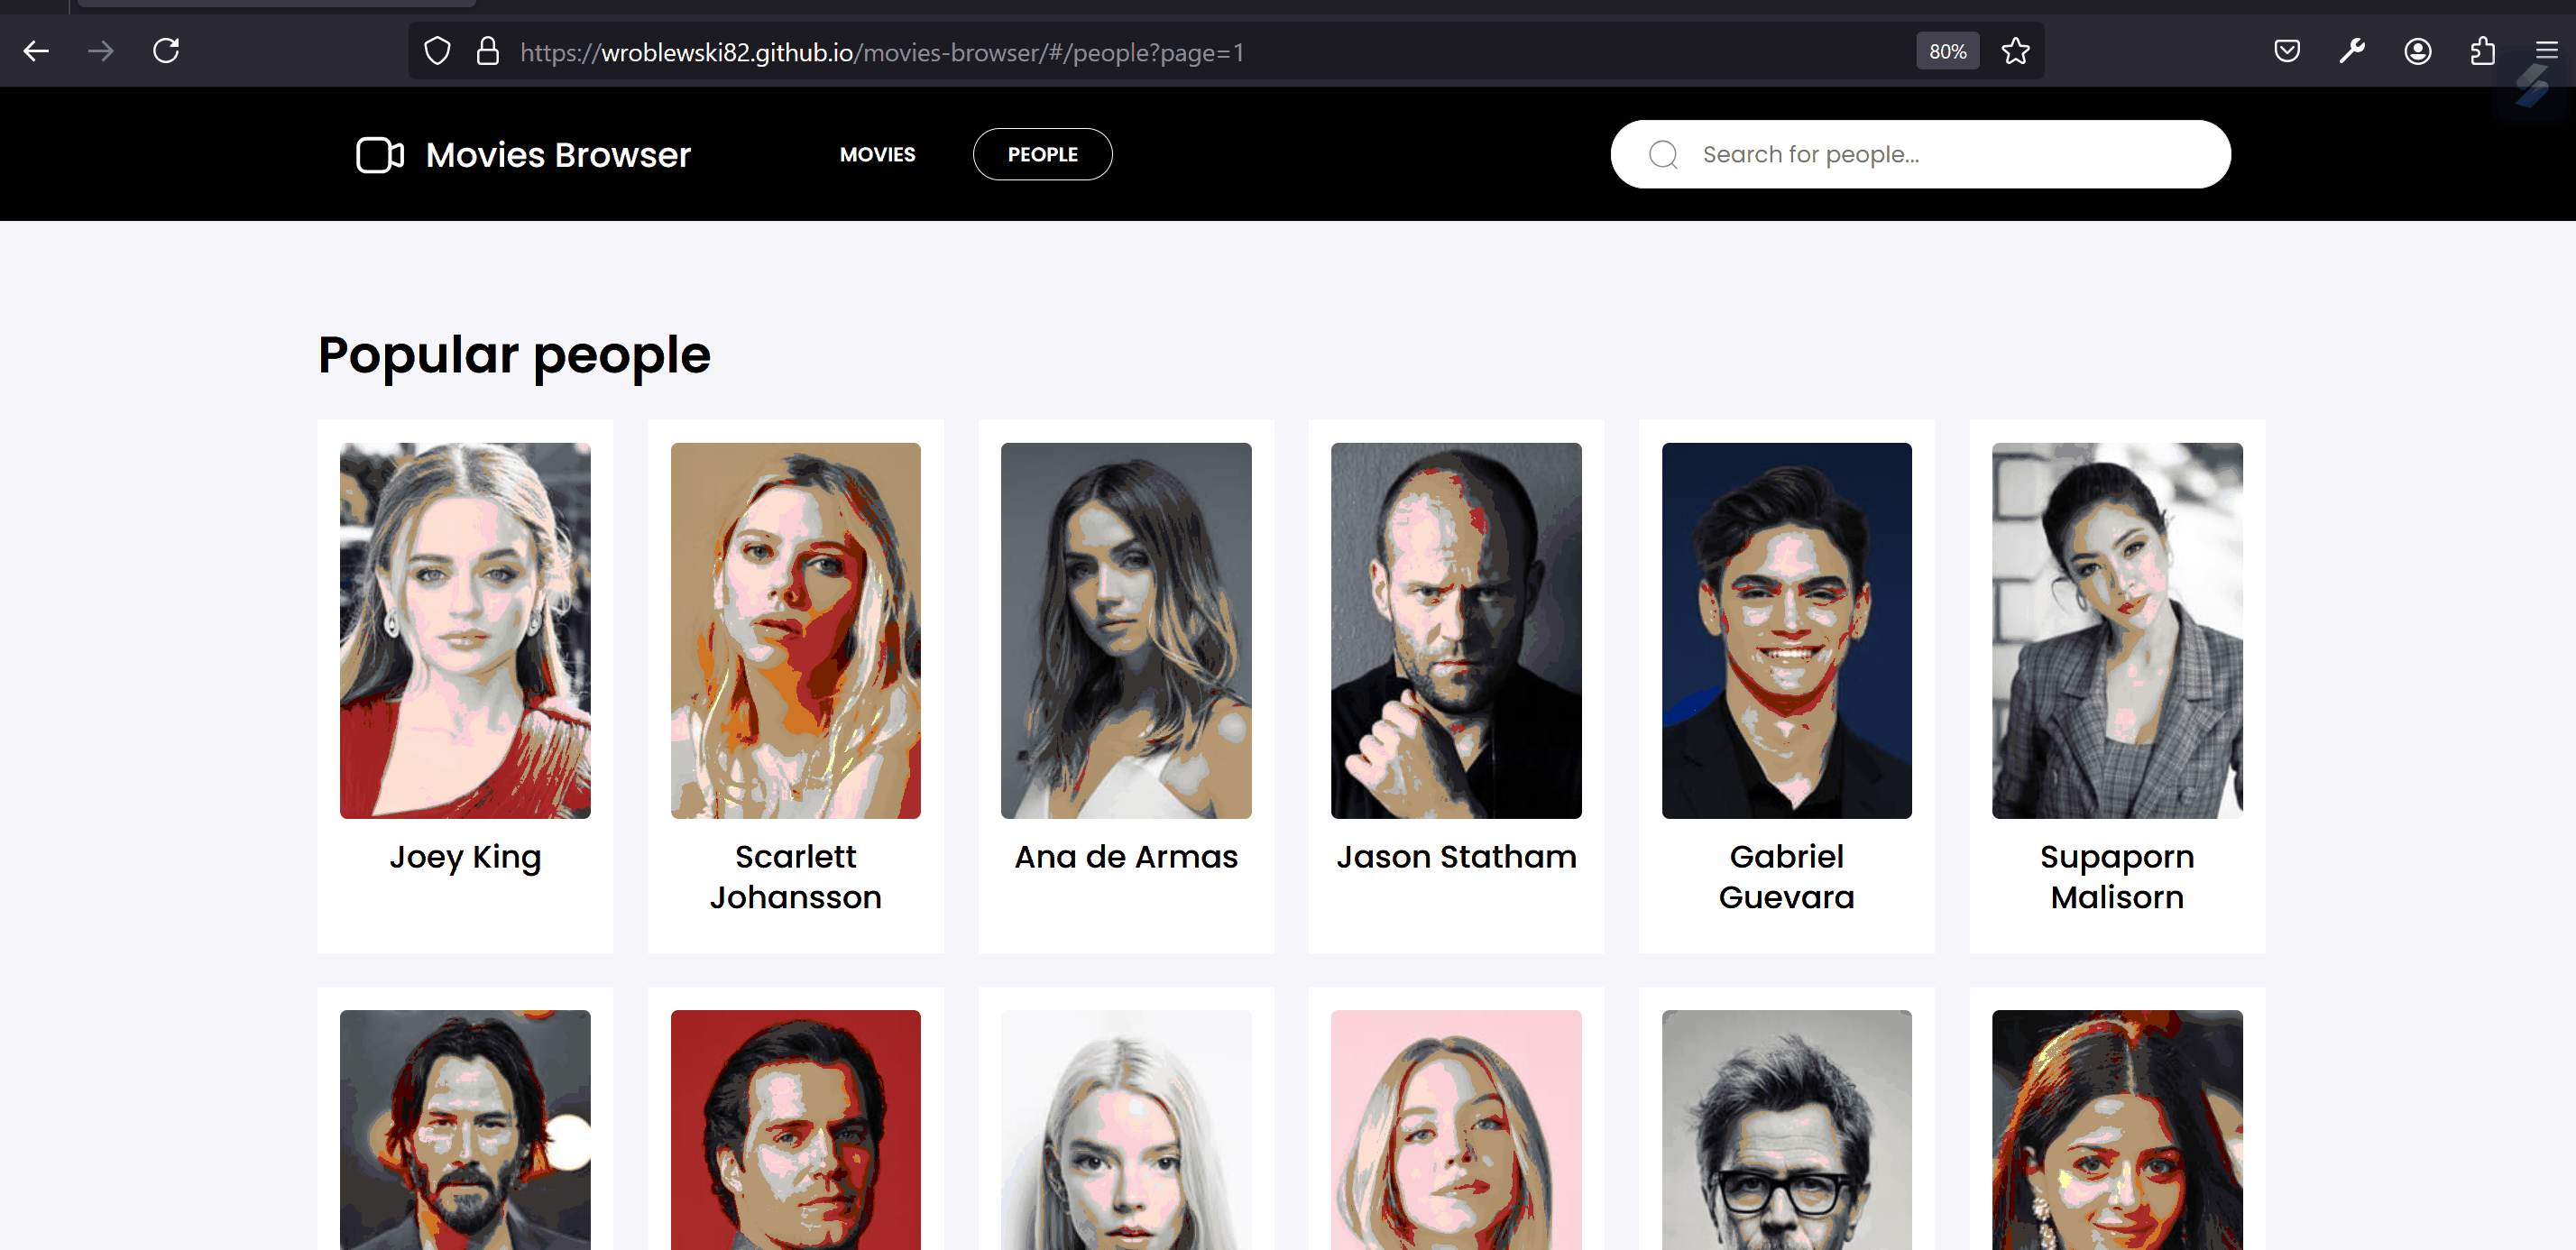 https://wroblewski82.github.io/movies-browser/#/people?page=1
80%
Movies Browser
MOVIES
PEOPLE
Search for people...
Popular people
Joey King
Scarlett
Johansson
Ana de Armas
Jason Statham
Gabriel
Guevara
Supaporn
Malisorn